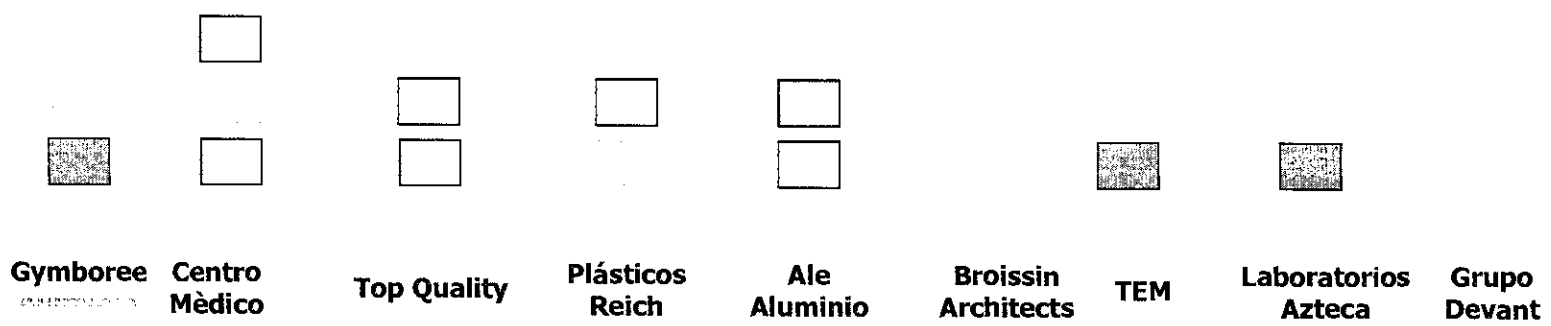 Gymboree
Centro
Mèdico
Top Quality
Plásticos
Reich
Ale
Aluminio
Broissin
Architects
TEM
Laboratorios
Azteca
Grupo
Devant